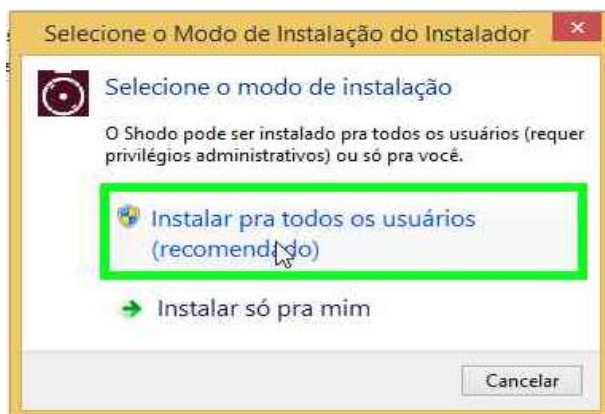 Selecione o Modo de Instalação do Instalador
Selecione o modo de instalação
O Shodo pode ser instalado pra todos os usuários (requer
privilégios administrativos) ou só pra você.
Instalar pra todos os usuários
(recomendado)
Instalar só pra mim
Cancelar